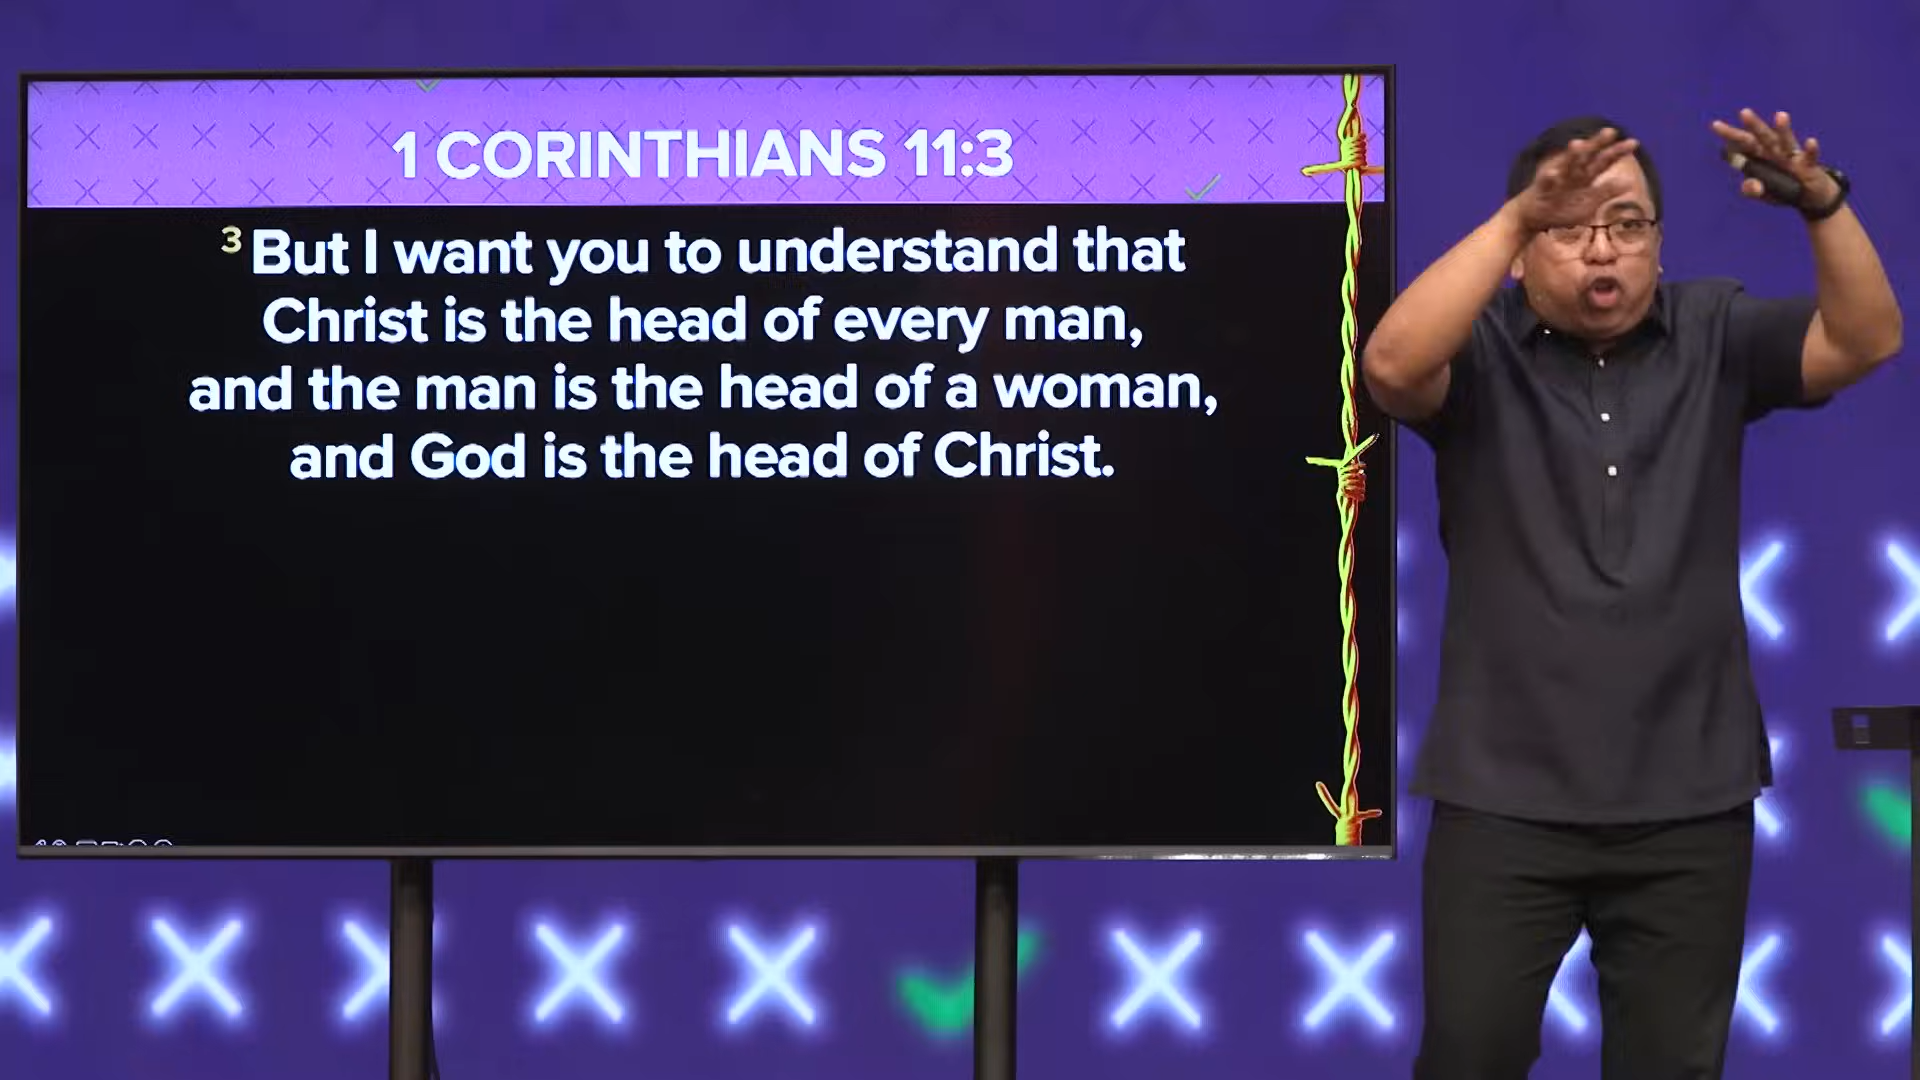 1 CORINTHIANS 11:3
3 But I want you to understand that
Christ is the head of every man,
and the man is the head of a woman,
and God is the head of Christ.